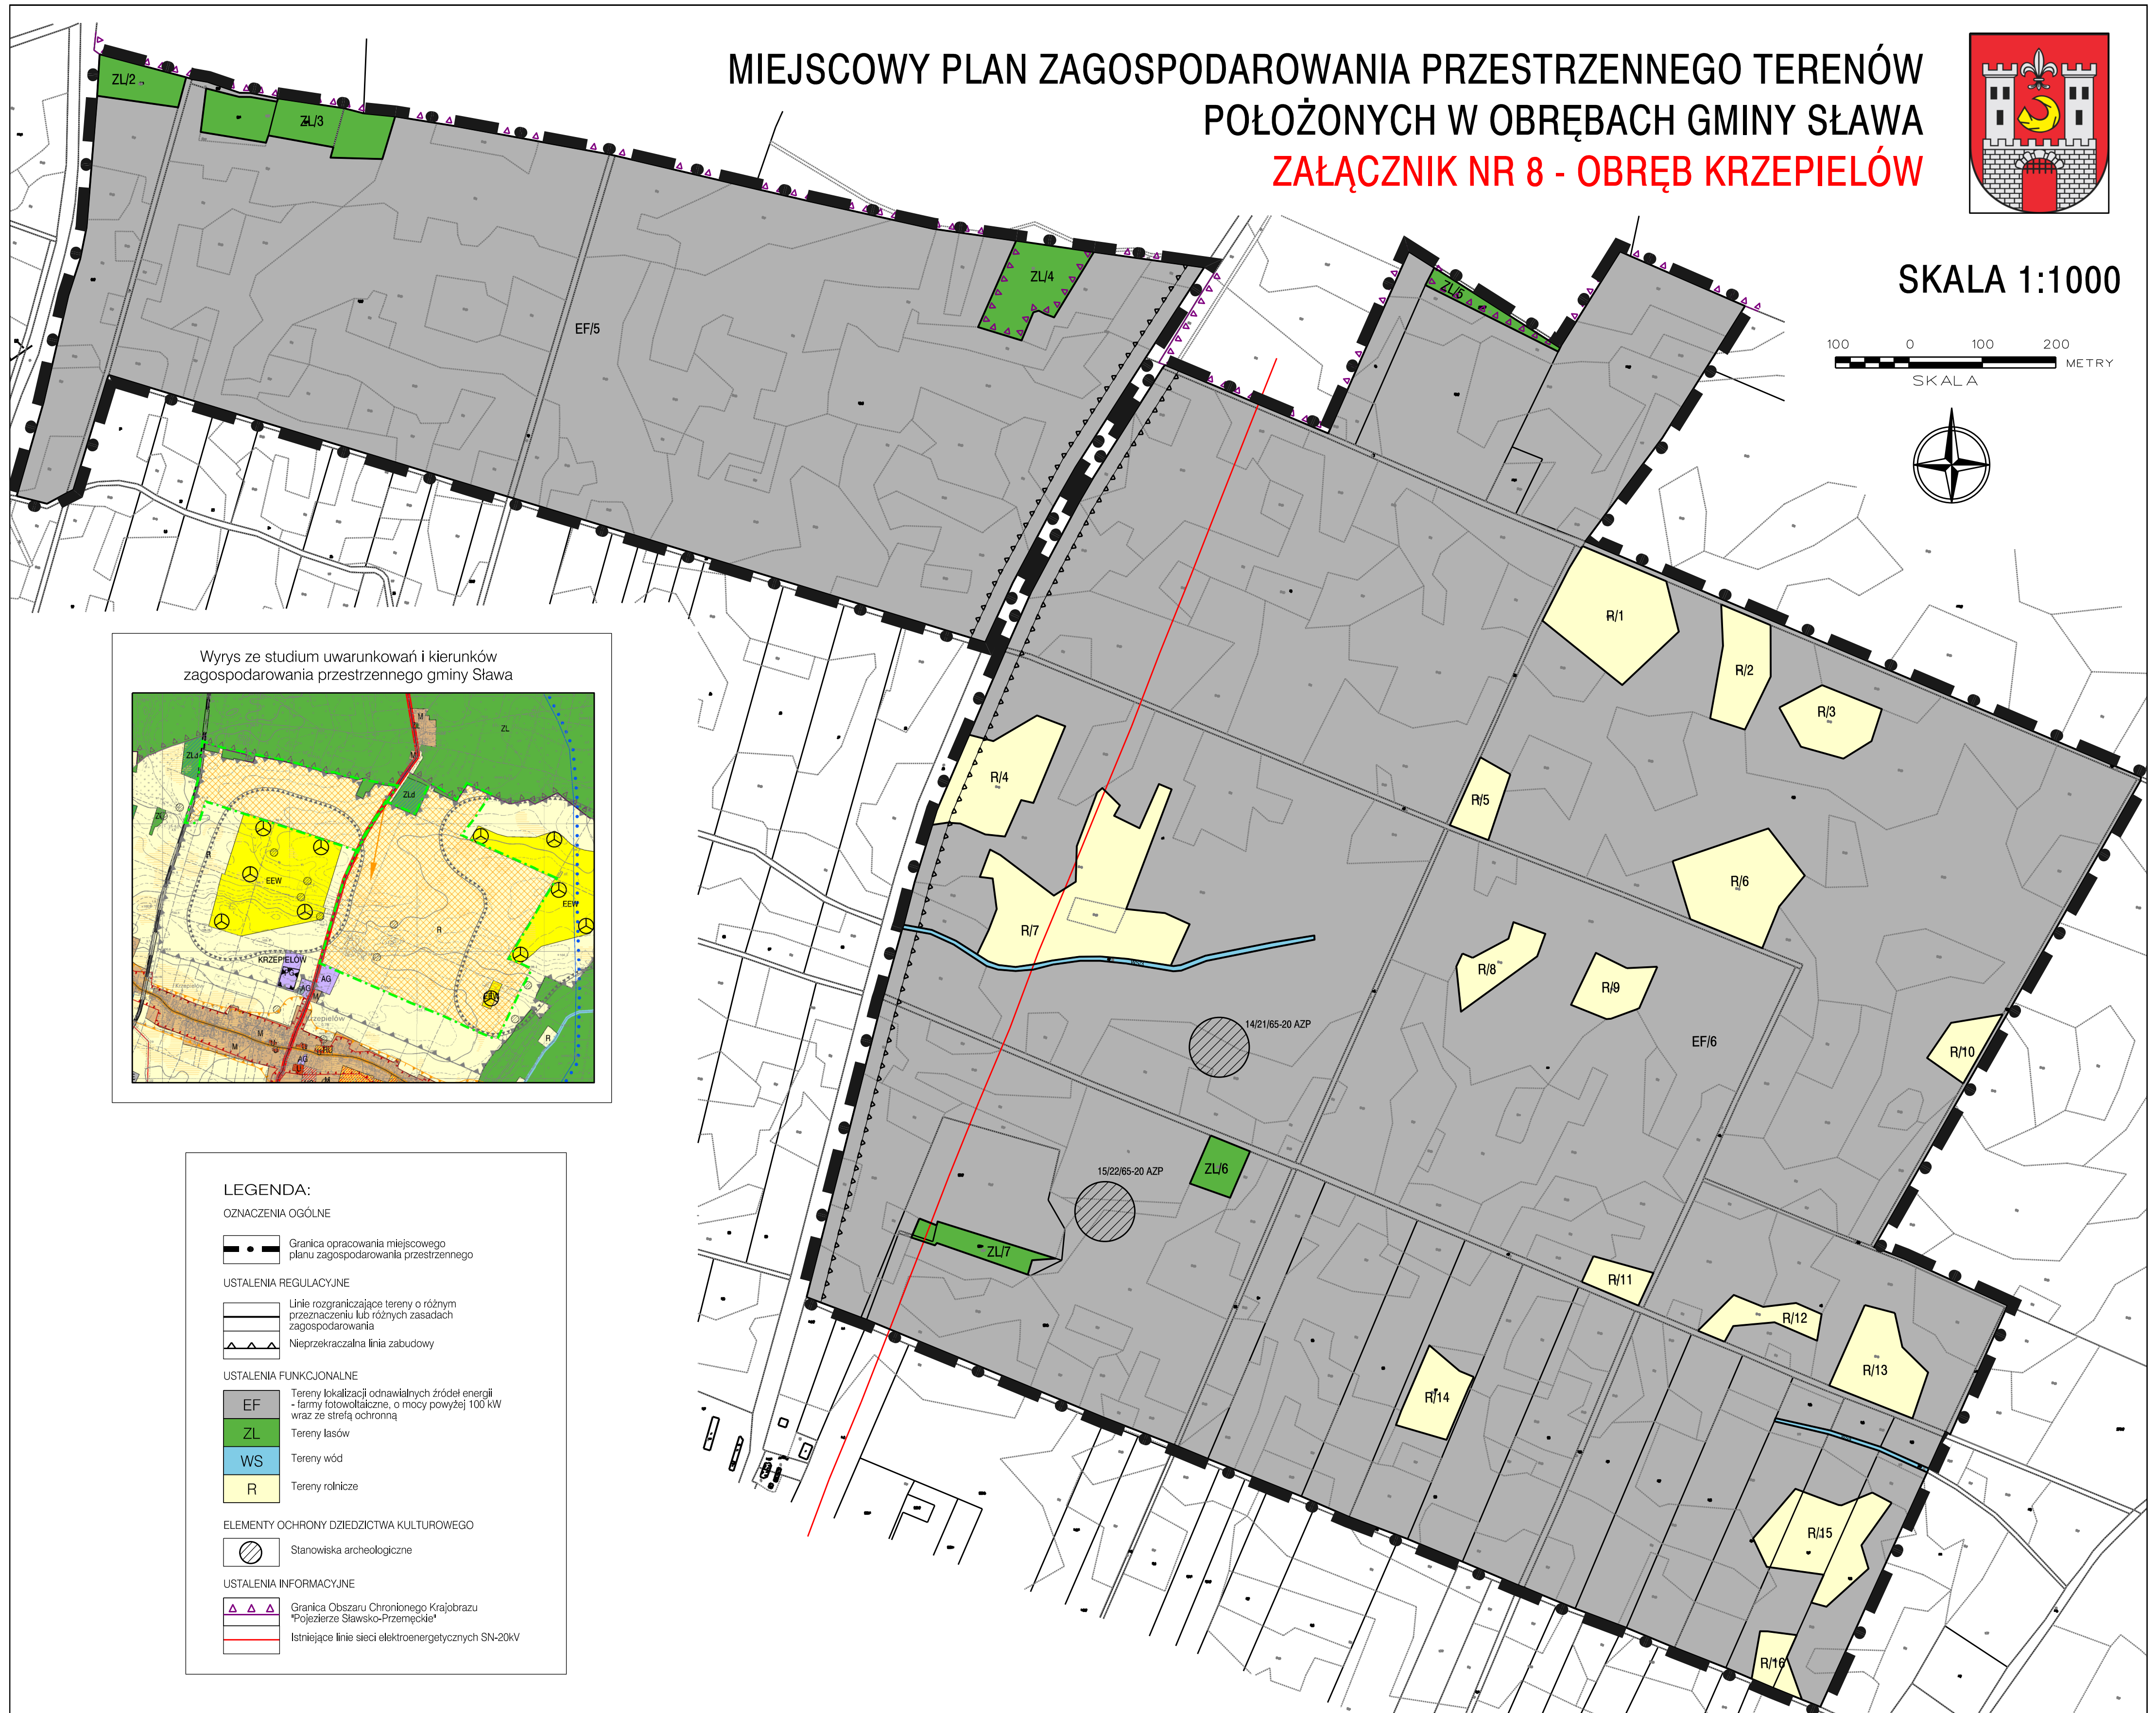 MIEJSCOWY PLAN ZAGOSPODAROWANIA PRZESTRZENNEGO TERENÓW
POŁOŻONYCH W OBRĘBACH GMINY SŁAWA
ZAŁĄCZNIK NR 8 - OBRĘB KRZEPIELÓW
SKALA 1:1000
100 0 100 200
METRY
SKALA
ZL/2
ZL/3
ZL/4
ZL/5
EF/5
R/1
R/2
R/3
R/4
R/5
R/6
R/7
R/8
R/9
EF/6
14/21/65-20 AZP
R/10
15/22/65-20 AZP
ZL/6
ZL/7
R/11
R/12
R/13
R/14
R/15
R/16
Wyrys ze studium uwarunkowań i kierunków
zagospodarowania przestrzennego gminy Sława
M
ZL
ZLd
ZLd
R
EEW
EEW
R
KRZEPIELÓW
AG
AG
M
Krzepielów
M
M
AG
U
M
R
LEGENDA:
OZNACZENIA OGÓLNE
Granica opracowania miejscowego
planu zagospodarowania przestrzennego
USTALENIA REGULACYJNE
Linie rozgraniczające tereny o różnym
przeznaczeniu lub różnych zasadach
zagospodarowania
Nieprzekraczalna linia zabudowy
USTALENIA FUNKCJONALNE
EF
Tereny lokalizacji odnawialnych źródeł energii
- farmy fotowoltaiczne, o mocy powyżej 100 kW
wraz ze strefą ochronną
ZL
Tereny lasów
WS
Tereny wód
R
Tereny rolnicze
ELEMENTY OCHRONY DZIEDZICTWA KULTUROWEGO
Stanowiska archeologiczne
USTALENIA INFORMACYJNE
Granica Obszaru Chronionego Krajobrazu
"Pojezierze Sławsko-Przemęckie"
Istniejące linie sieci elektroenergetycznych SN-20kV